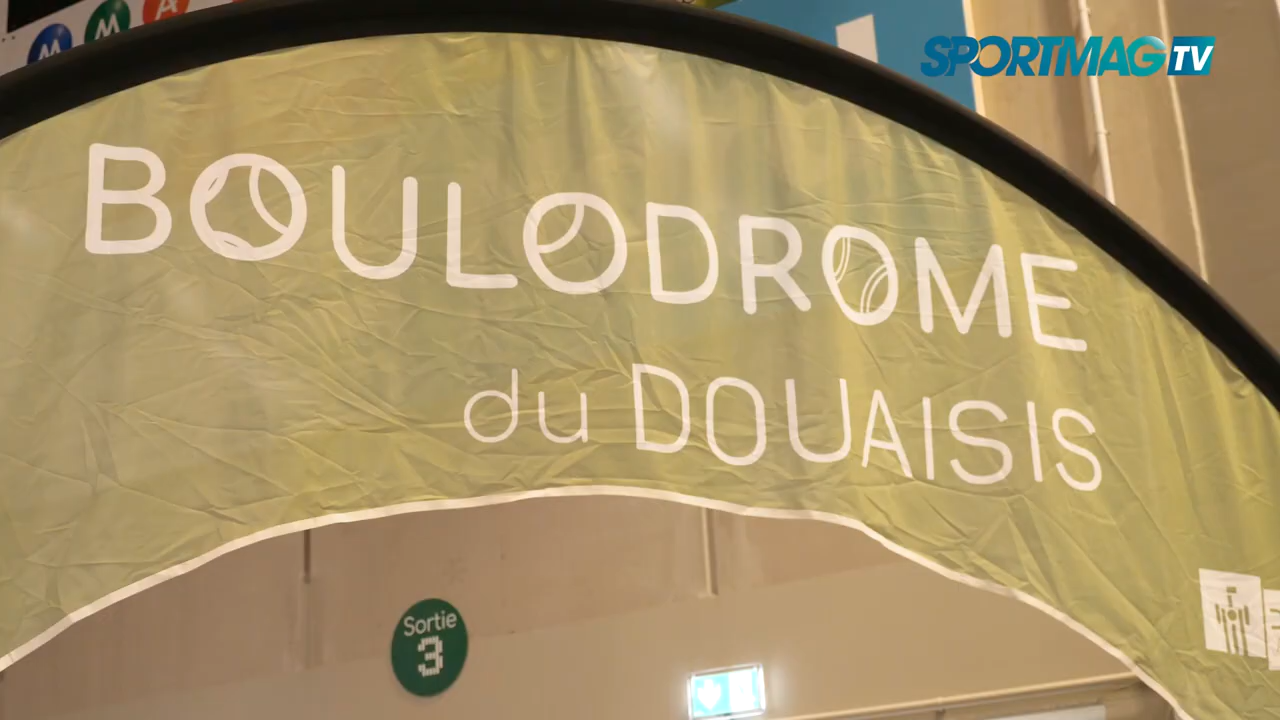 M M A
SPORTMAG TV
BOULODROME
du DOUAISIS
Sortie
3